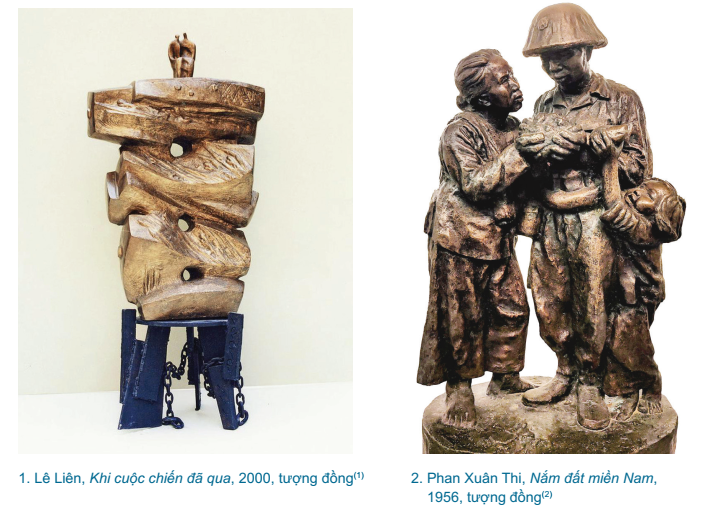 1. Lê Liên, Khi cuộc chiến đã qua, 2000, tượng đồng(1)
2. Phan Xuân Thi, Nắm đất miền Nam,
1956, tượng đồng(2)